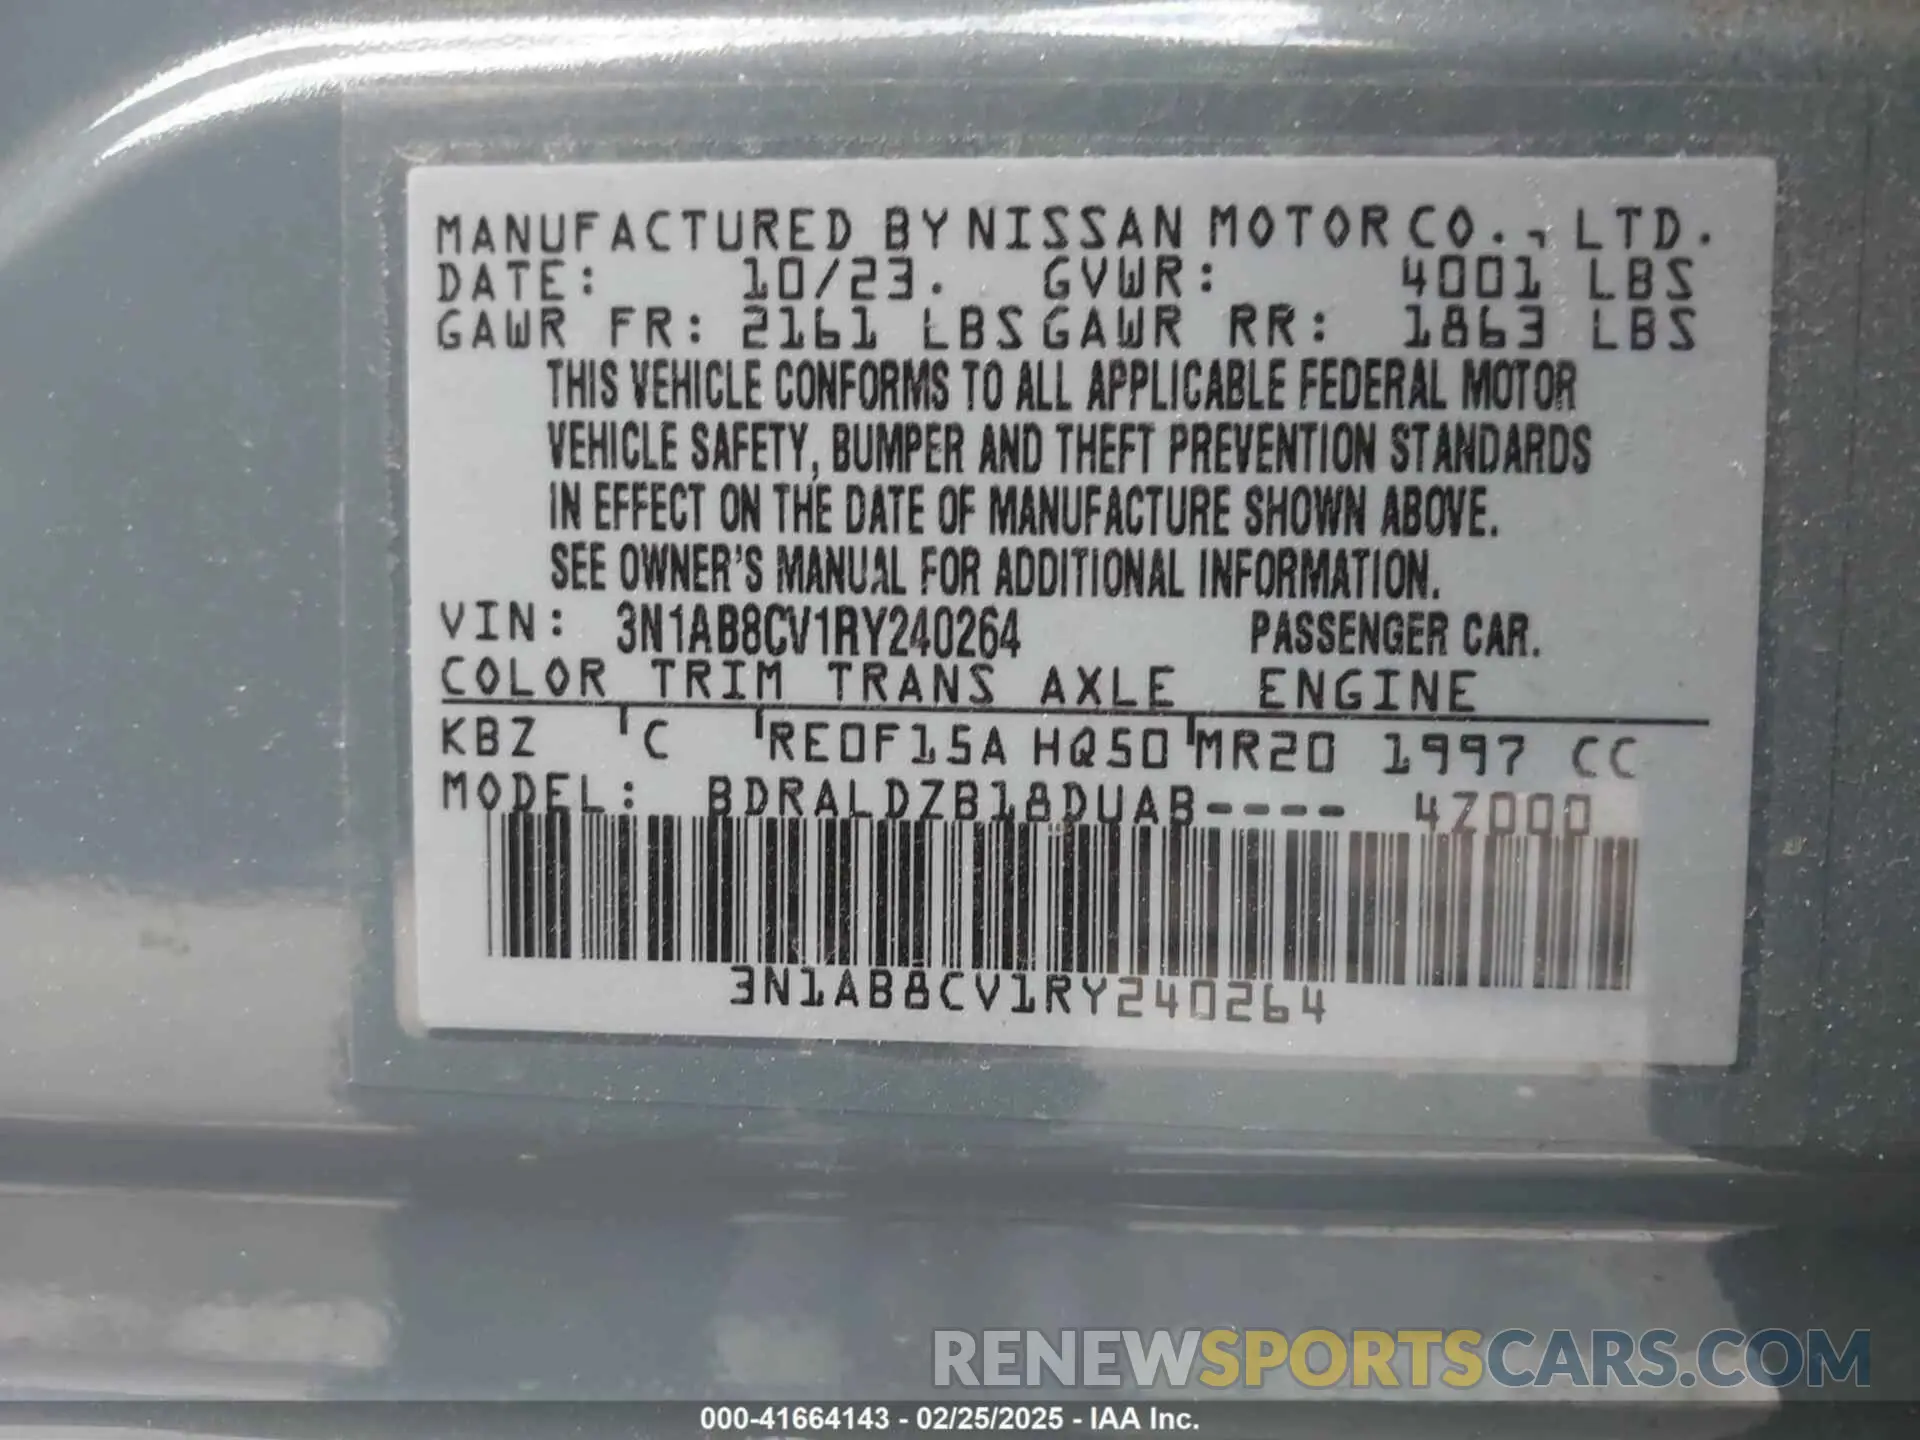 MANUFACTURED BY NISSAN MOTOR CO., LTD.
DATE: 10/23. GVWR: 4001 LBS
GAWR FR: 2161 LBS GAWR RR: 1863 LBS
THIS VEHICLE CONFORMS TO ALL APPLICABLE FEDERAL MOTOR
VEHICLE SAFETY, BUMPER AND THEFT PREVENTION STANDARDS
IN EFFECT ON THE DATE OF MANUFACTURE SHOWN ABOVE.
SEE OWNER'S MANUAL FOR ADDITIONAL INFORMATION.
VIN: 3N1AB8CV1RY240264 PASSENGER CAR.
COLOR TRIM TRANS AXLE ENGINE
KBZ C RE0F15A HQ50 MR20 1997 CC
MODEL: BDRALDZB18DUAB---- 4Z000
3N1AB8CV1RY240264
RENEWSPORTSCARS.COM
000-41664143 - 02/25/2025 - IAA Inc.